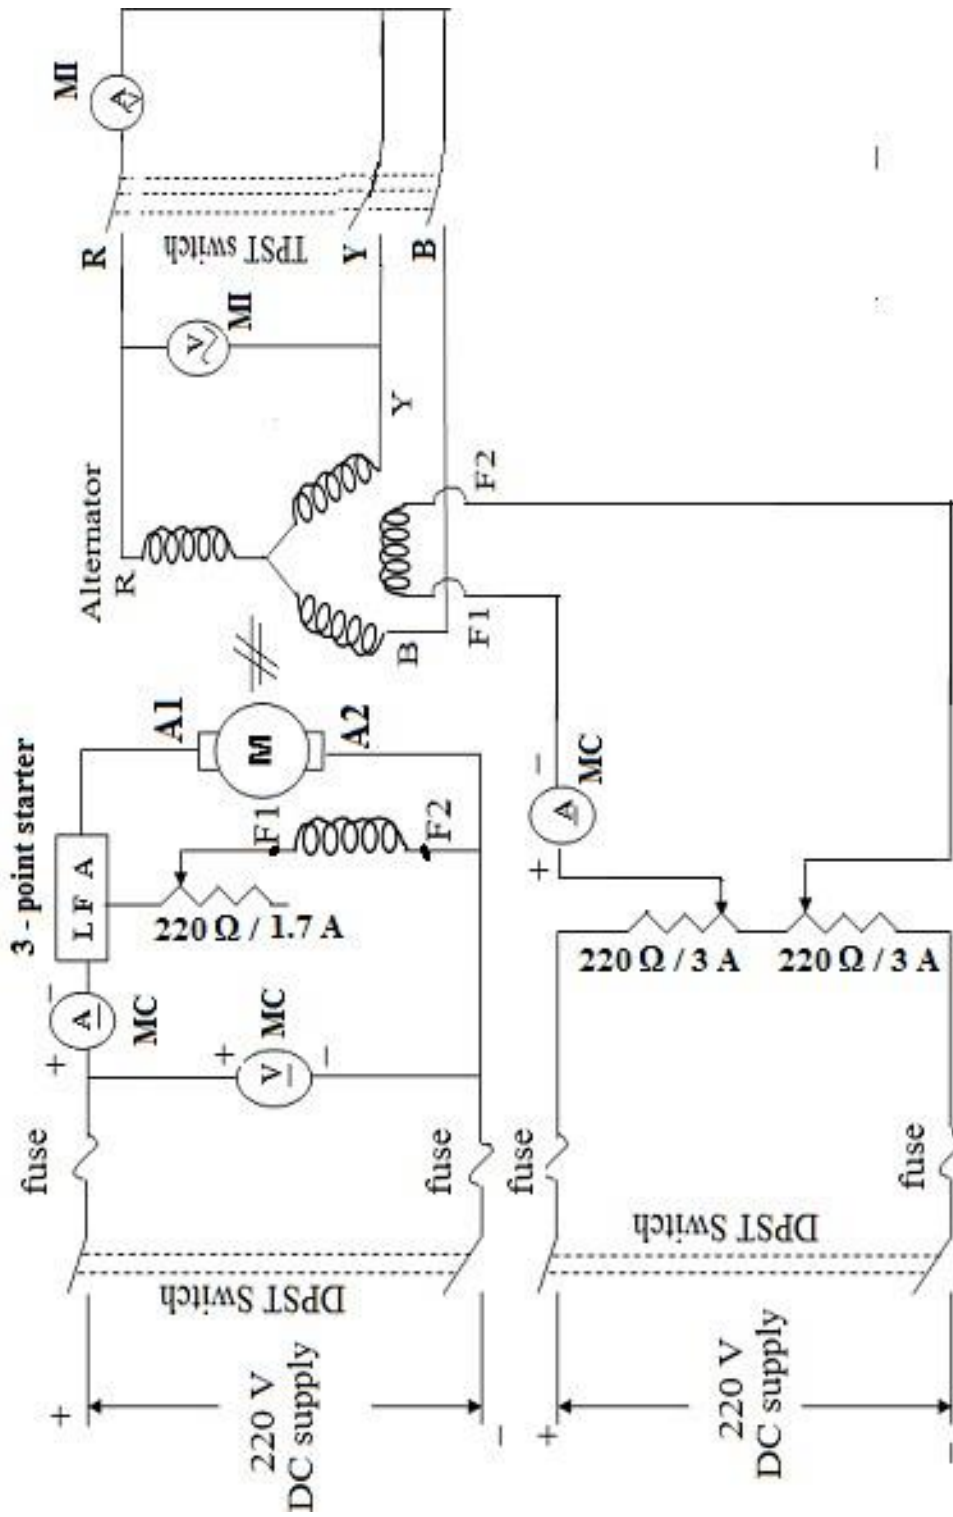 MI
A
R
TPST switch
Y
B
MI
V
Alternator
R
Y
B
F1
F2
3 - point starter
L F A
A1
M
A2
F1
F2
220 Ω / 1.7 A
+
A
−
MC
+
V
−
MC
−
A
+
MC
220 Ω / 3 A
220 Ω / 3 A
fuse
fuse
fuse
fuse
DPST Switch
DPST Switch
+
220 V
DC supply
−
+
220 V
DC supply
−